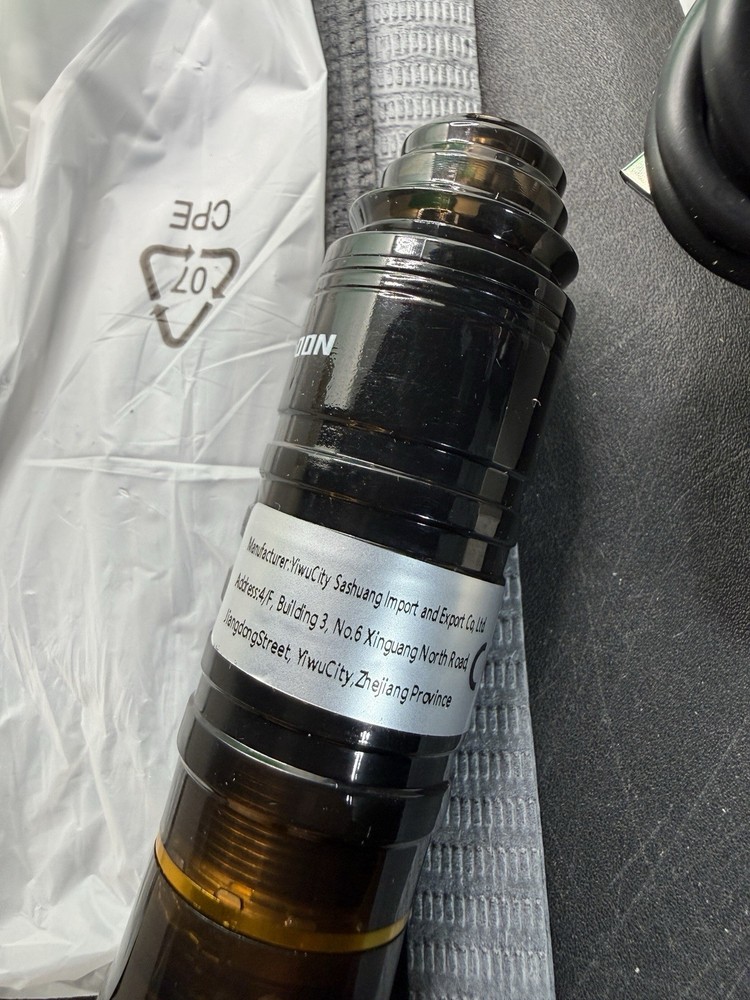 CPE
07
Manufacturer:YiwuCity Sashuang Import and Export Co, Ltd
Address:4/F, Building 3, No.6 Xinguang North Road,
JiangdongStreet, YiwuCity,Zhejiang Province